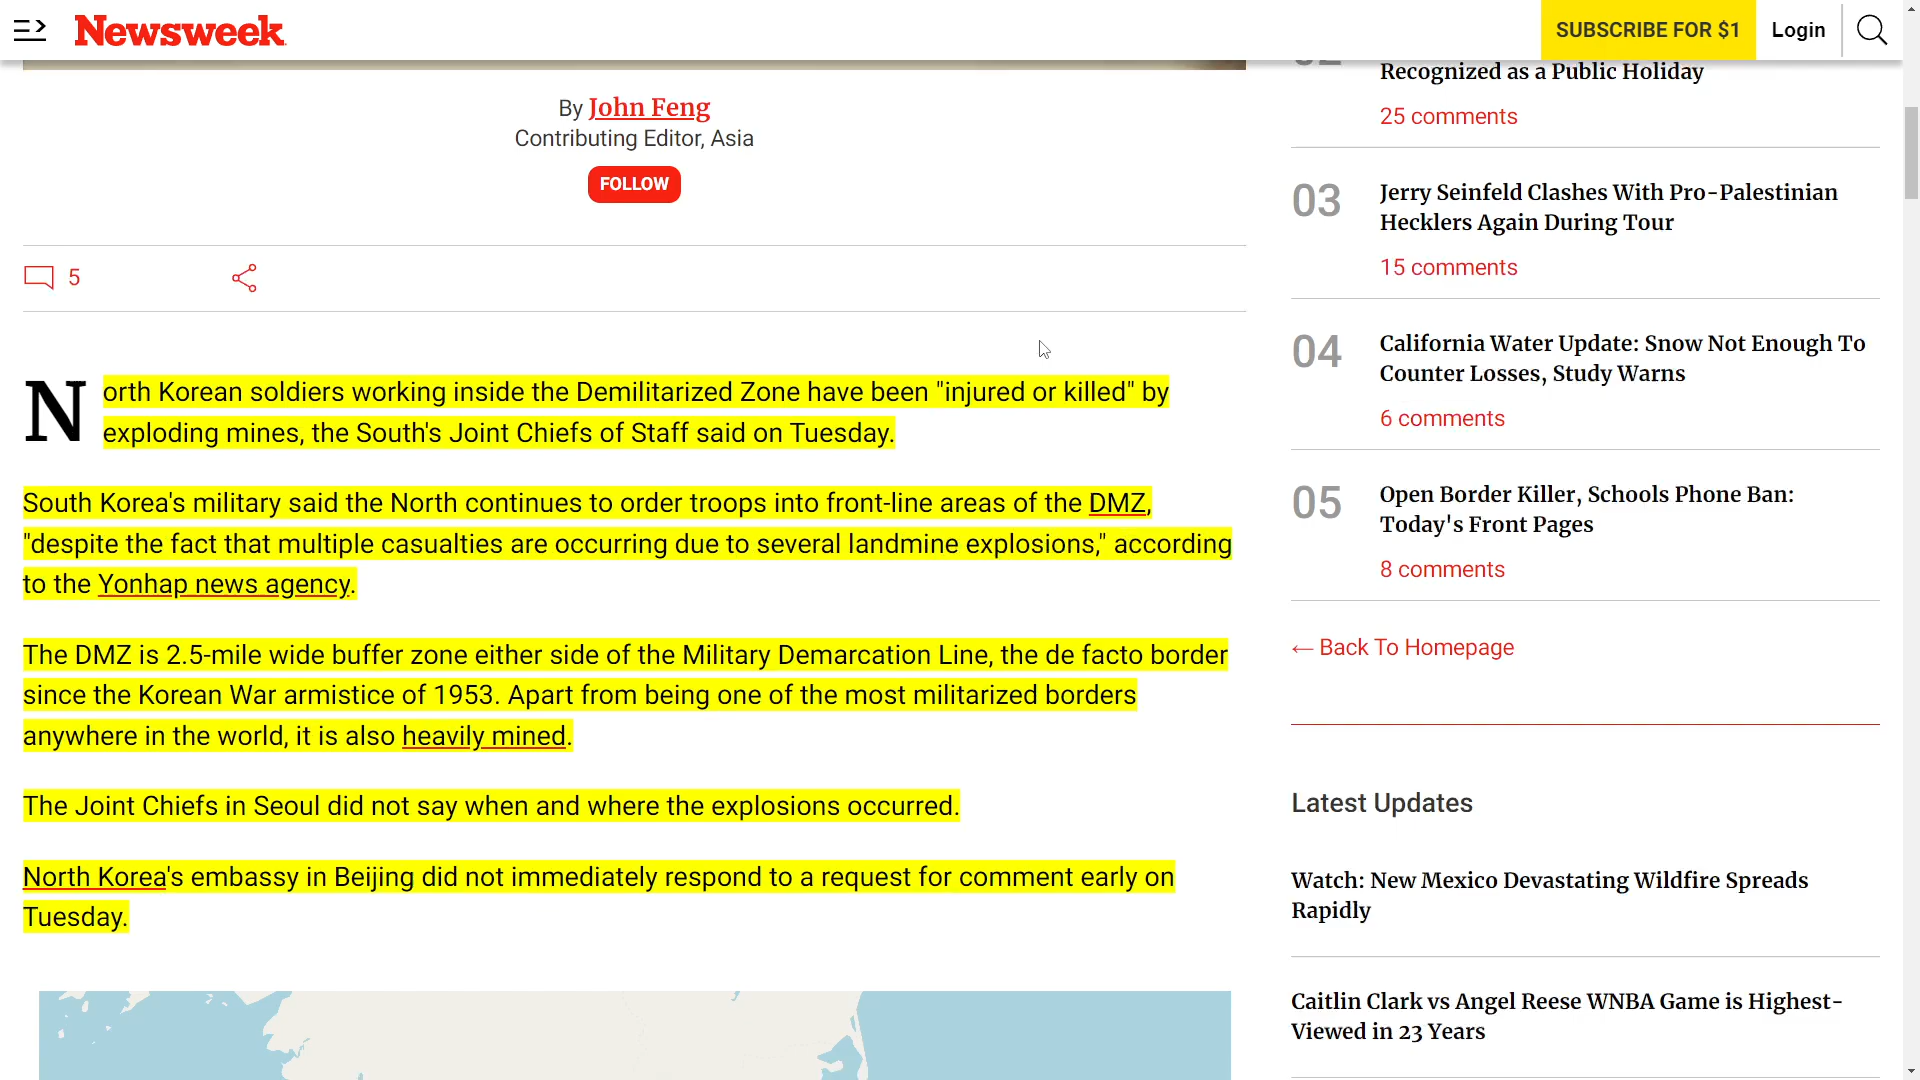 Newsweek
SUBSCRIBE FOR $1
Login
By John Feng
Contributing Editor, Asia
FOLLOW
5
North Korean soldiers working inside the Demilitarized Zone have been "injured or killed" by
exploding mines, the South's Joint Chiefs of Staff said on Tuesday.
South Korea's military said the North continues to order troops into front-line areas of the DMZ,
"despite the fact that multiple casualties are occurring due to several landmine explosions," according
to the Yonhap news agency.
The DMZ is 2.5-mile wide buffer zone either side of the Military Demarcation Line, the de facto border
since the Korean War armistice of 1953. Apart from being one of the most militarized borders
anywhere in the world, it is also heavily mined.
The Joint Chiefs in Seoul did not say when and where the explosions occurred.
North Korea's embassy in Beijing did not immediately respond to a request for comment early on
Tuesday.
Recognized as a Public Holiday
25 comments
03
Jerry Seinfeld Clashes With Pro-Palestinian
Hecklers Again During Tour
15 comments
04
California Water Update: Snow Not Enough To
Counter Losses, Study Warns
6 comments
05
Open Border Killer, Schools Phone Ban:
Today's Front Pages
8 comments
← Back To Homepage
Latest Updates
Watch: New Mexico Devastating Wildfire Spreads
Rapidly
Caitlin Clark vs Angel Reese WNBA Game is Highest-
Viewed in 23 Years